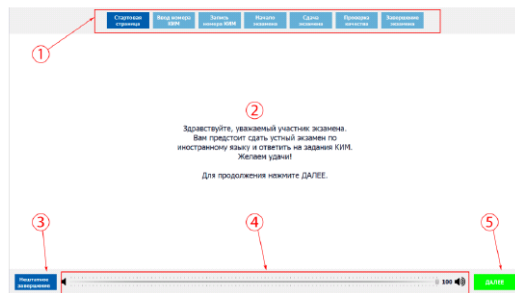 Стартовая страница
Ввод номера КИМ
Запись номера КИМ
Начало экзамена
Сдача экзамена
Проверка качества
Завершение экзамена
1
2
Здравствуйте, уважаемый участник экзамена.
Вам предстоит сдать устный экзамен по
иностранному языку и ответить на задания КИМ.
Желаем удачи!
Для продолжения нажмите ДАЛЕЕ.
3
4
5
Нештатное
завершение
100
ДАЛЕЕ